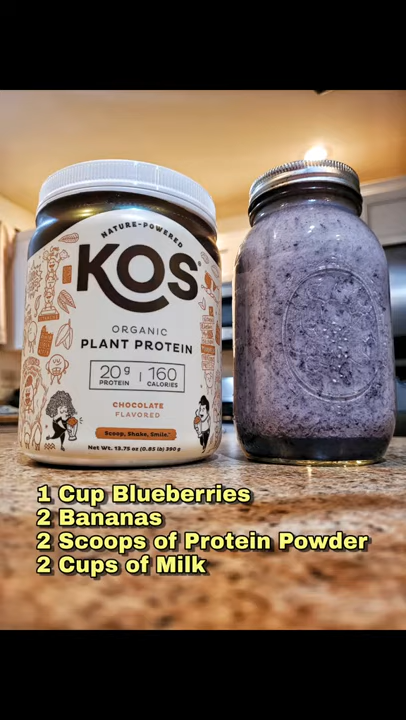 NATURE-POWERED
KOS
ORGANIC
PLANT PROTEIN
20g PROTEIN | 160 CALORIES
CHOCOLATE
FLAVORED
Scoop, Shake, Smile.™
Net Wt. 13.75 oz (0.85 lb) 390 g
1 Cup Blueberries
2 Bananas
2 Scoops of Protein Powder
2 Cups of Milk